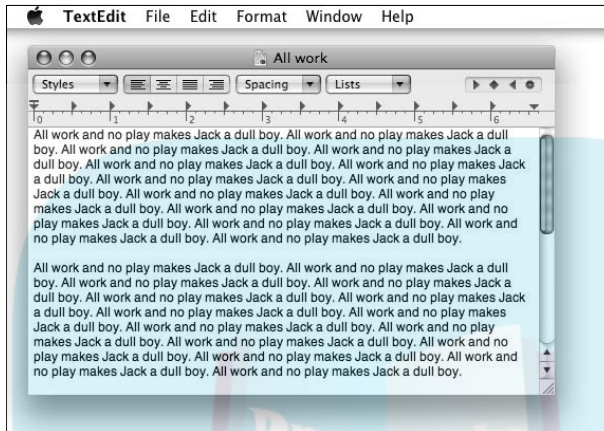 TextEdit File Edit Format Window Help
All work
Styles Spacing Lists
0 1 2 3 4 5 6
All work and no play makes Jack a dull boy. All work and no play makes Jack a dull
boy. All work and no play makes Jack a dull boy. All work and no play makes Jack a
dull boy. All work and no play makes Jack a dull boy. All work and no play makes Jack
a dull boy. All work and no play makes Jack a dull boy. All work and no play makes
Jack a dull boy. All work and no play makes Jack a dull boy. All work and no play
makes Jack a dull boy. All work and no play makes Jack a dull boy. All work and no
play makes Jack a dull boy. All work and no play makes Jack a dull boy. All work and
no play makes Jack a dull boy. All work and no play makes Jack a dull boy.
All work and no play makes Jack a dull boy. All work and no play makes Jack a dull
boy. All work and no play makes Jack a dull boy. All work and no play makes Jack a
dull boy. All work and no play makes Jack a dull boy. All work and no play makes Jack
a dull boy. All work and no play makes Jack a dull boy. All work and no play makes
Jack a dull boy. All work and no play makes Jack a dull boy. All work and no play
makes Jack a dull boy. All work and no play makes Jack a dull boy. All work and no
play makes Jack a dull boy. All work and no play makes Jack a dull boy. All work and
no play makes Jack a dull boy. All work and no play makes Jack a dull boy.